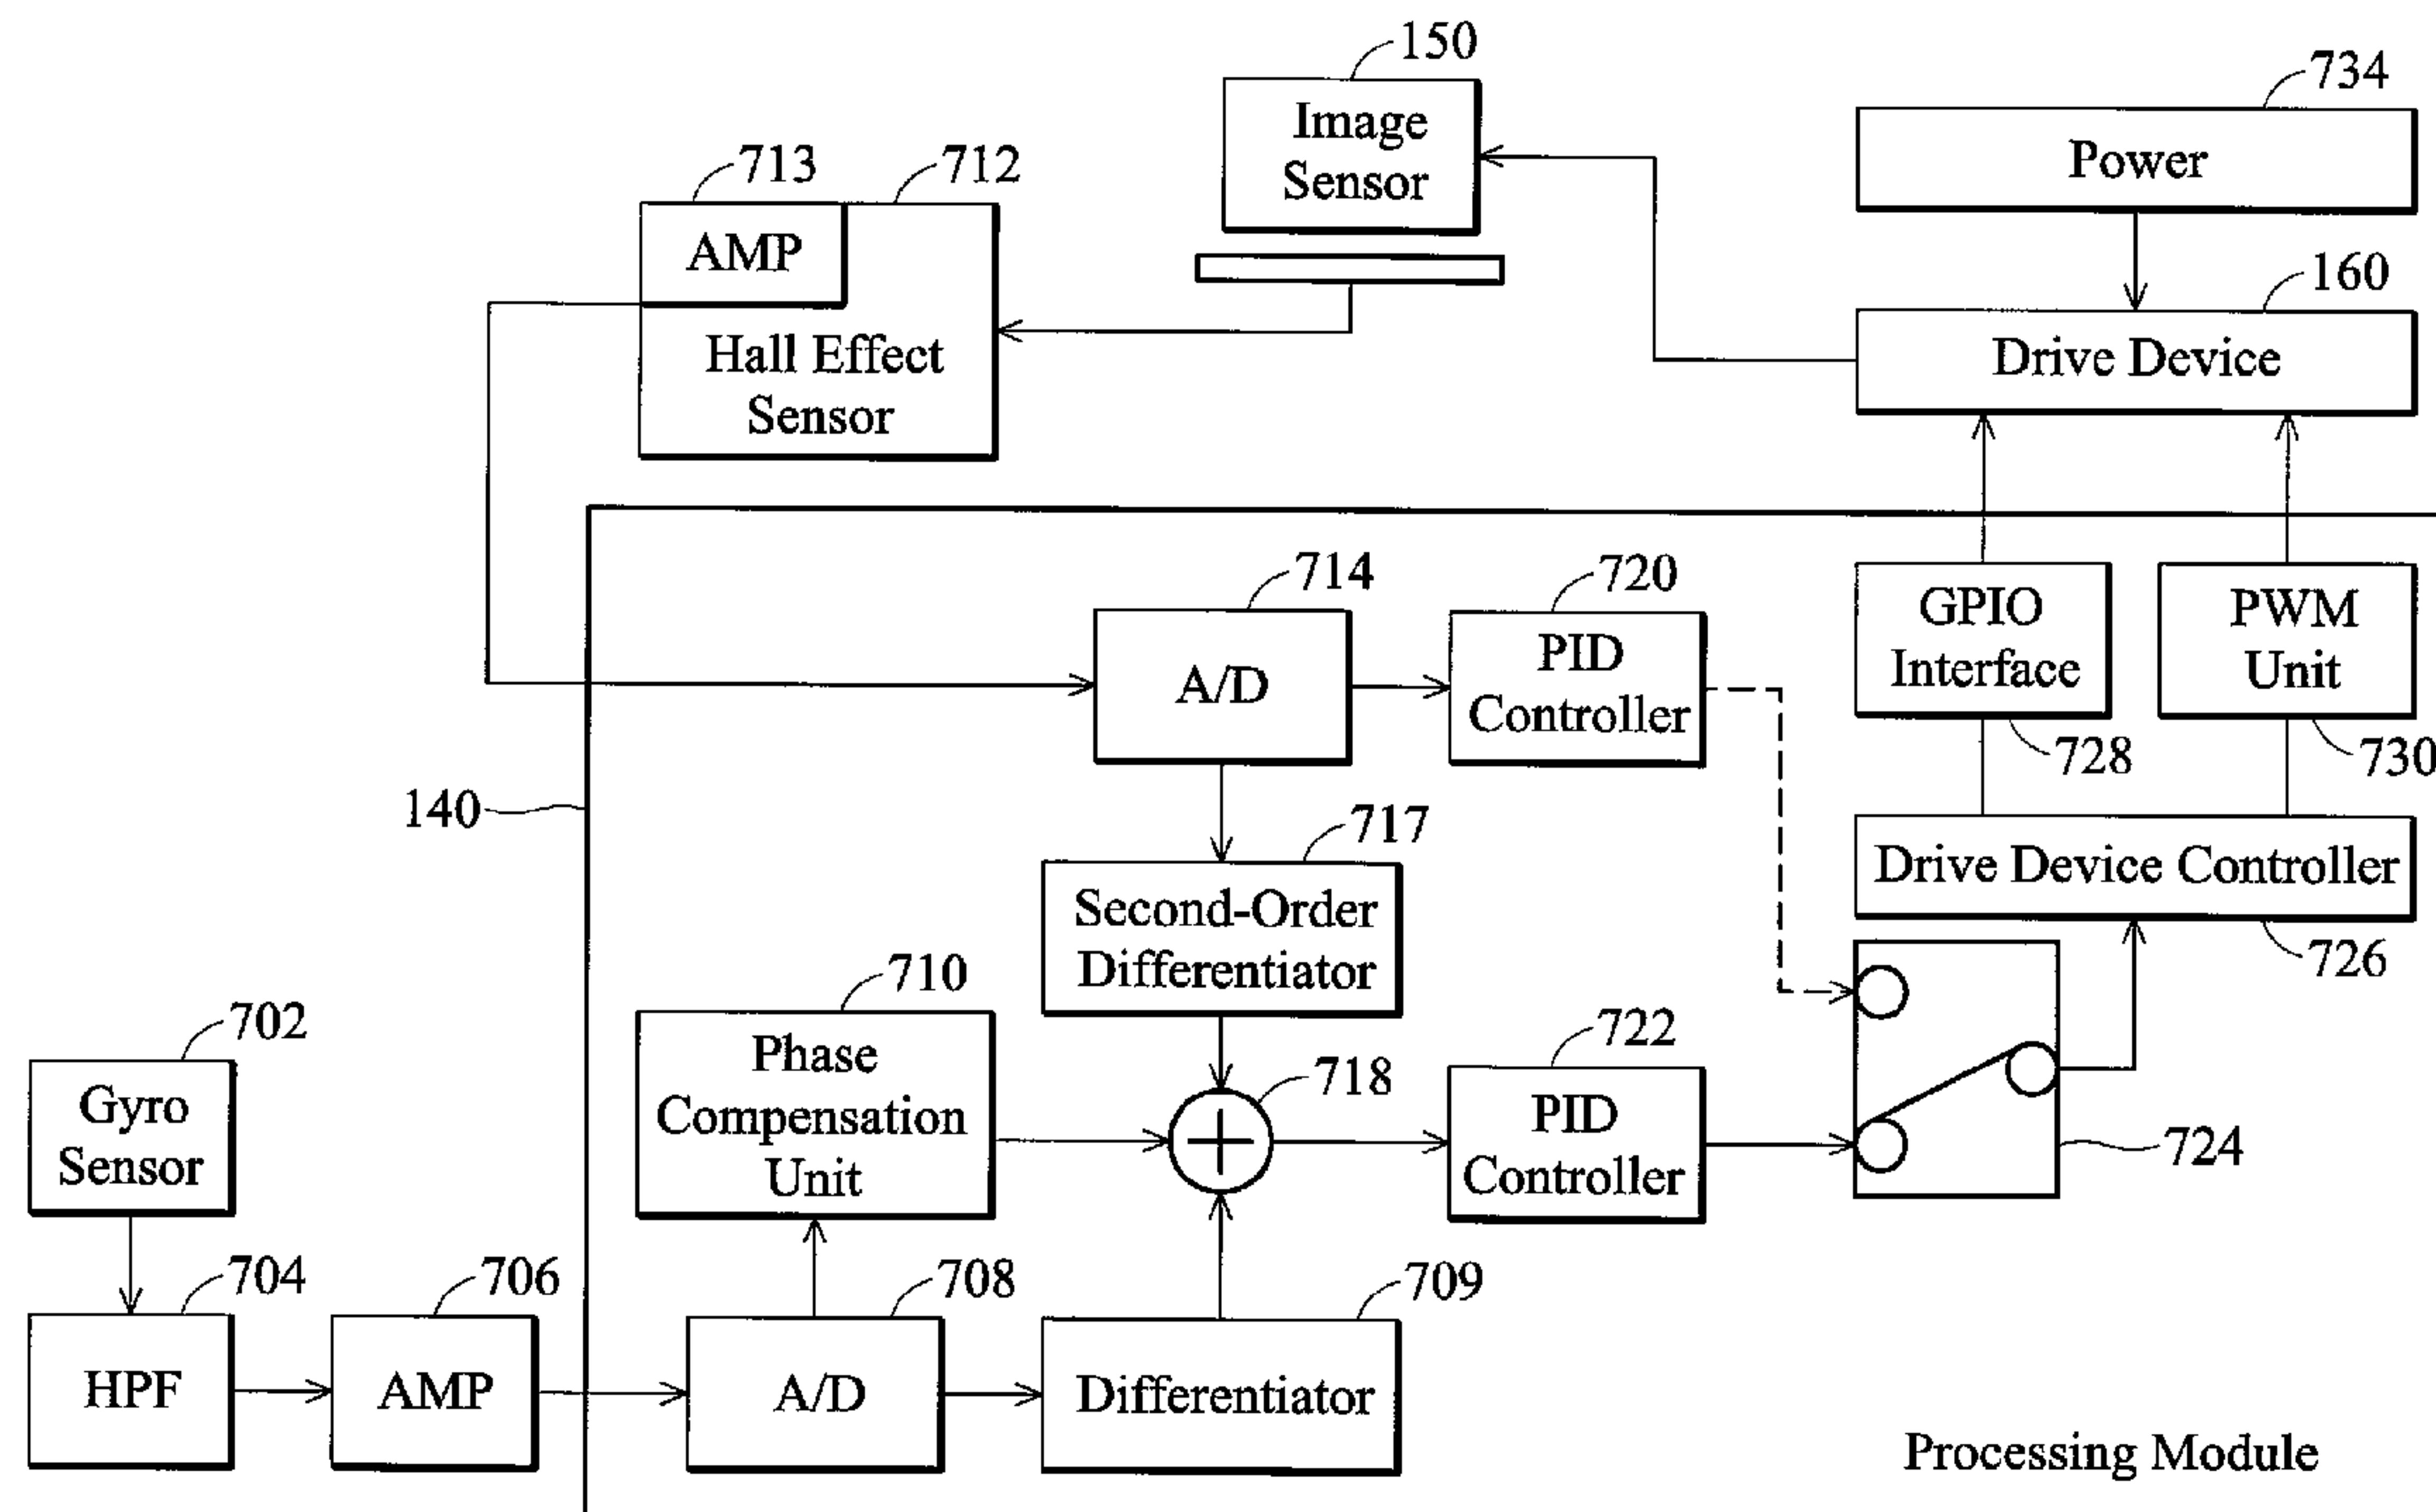 150
Image
Sensor
734
Power
713
712
AMP
Hall Effect
Sensor
160
Drive Device
714
A/D
720
PID
Controller
GPIO
Interface
728
PWM
Unit
730
140
717
Second-Order
Differentiator
Drive Device Controller
726
710
Phase
Compensation
Unit
718
722
PID
Controller
724
702
Gyro
Sensor
704
HPF
706
AMP
708
A/D
709
Differentiator
Processing Module